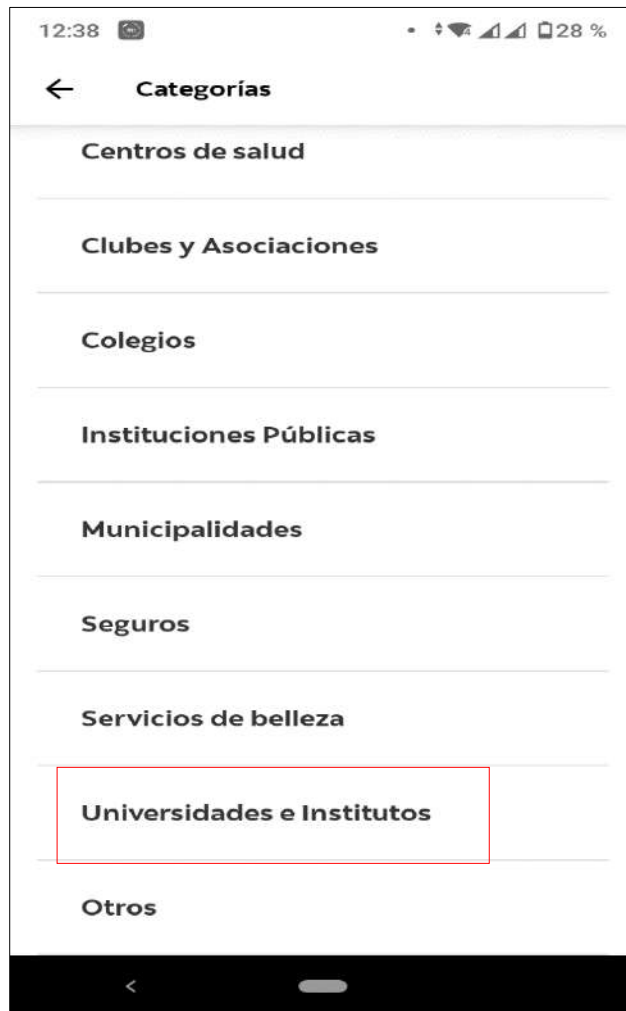 12:38 28 %
Categorías
Centros de salud
Clubes y Asociaciones
Colegios
Instituciones Públicas
Municipalidades
Seguros
Servicios de belleza
Universidades e Institutos
Otros